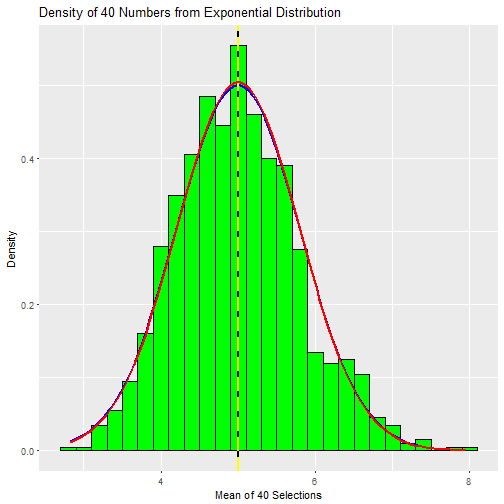 Density of 40 Numbers from Exponential Distribution
Density
0.4
0.2
0.0
4
6
8
Mean of 40 Selections